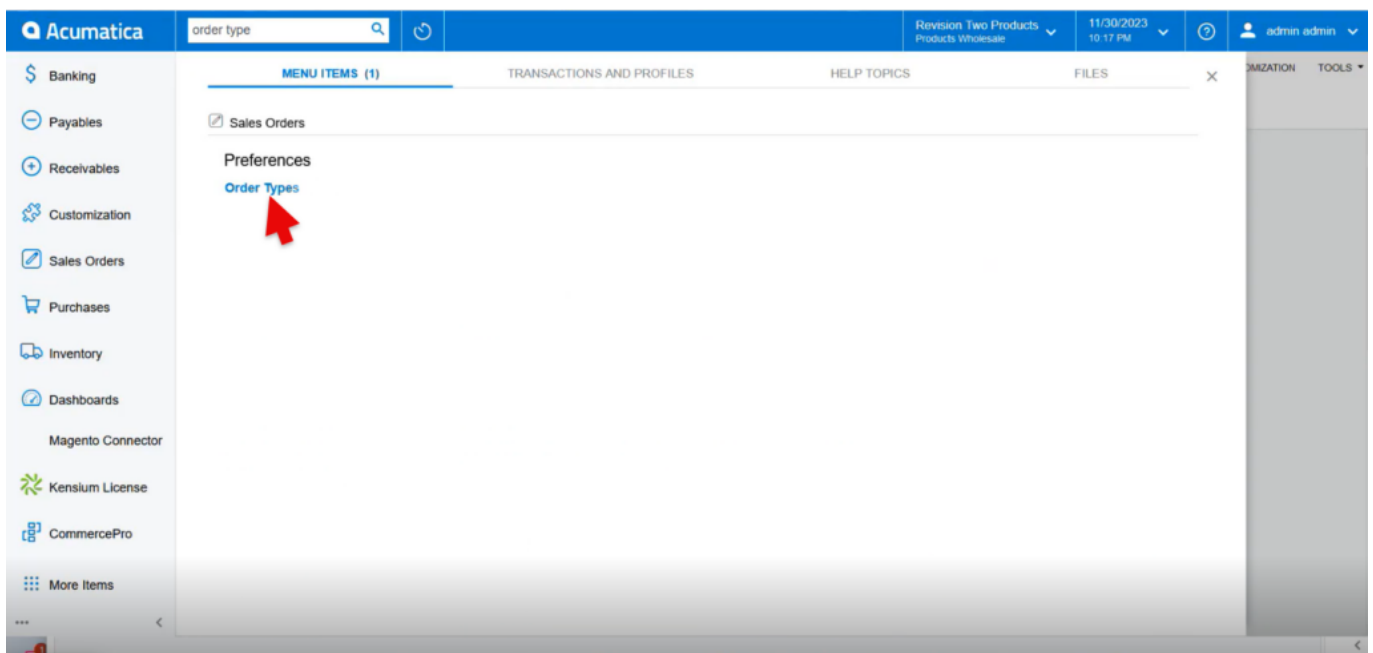 Acumatica
order type
Revision Two Products
Products Wholesale
11/30/2023
10:17 PM
admin admin
Banking
Payables
Receivables
Customization
Sales Orders
Purchases
Inventory
Dashboards
Magento Connector
Kensium License
CommercePro
More Items
MENU ITEMS (1)
TRANSACTIONS AND PROFILES
HELP TOPICS
FILES
TOOLS
Sales Orders
Preferences
Order Types